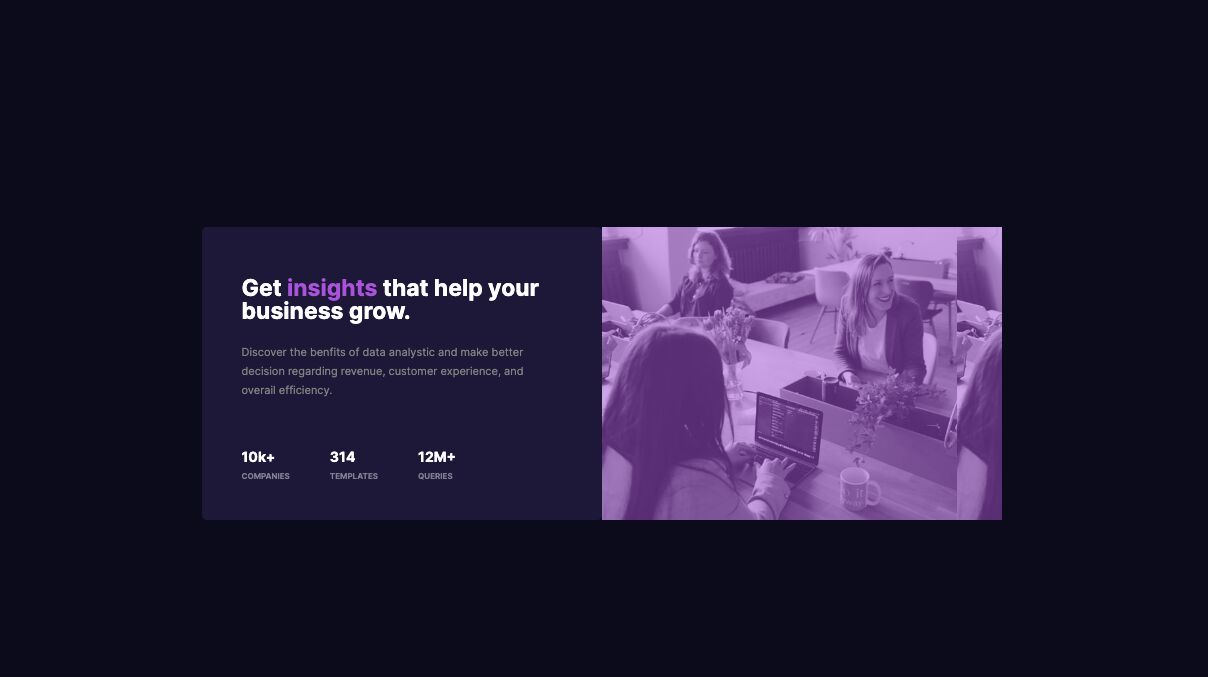 Get insights that help your
business grow.
Discover the benfits of data analystic and make better
decision regarding revenue, customer experience, and
overail efficiency.
10k+ 314 12M+
COMPANIES TEMPLATES QUERIES